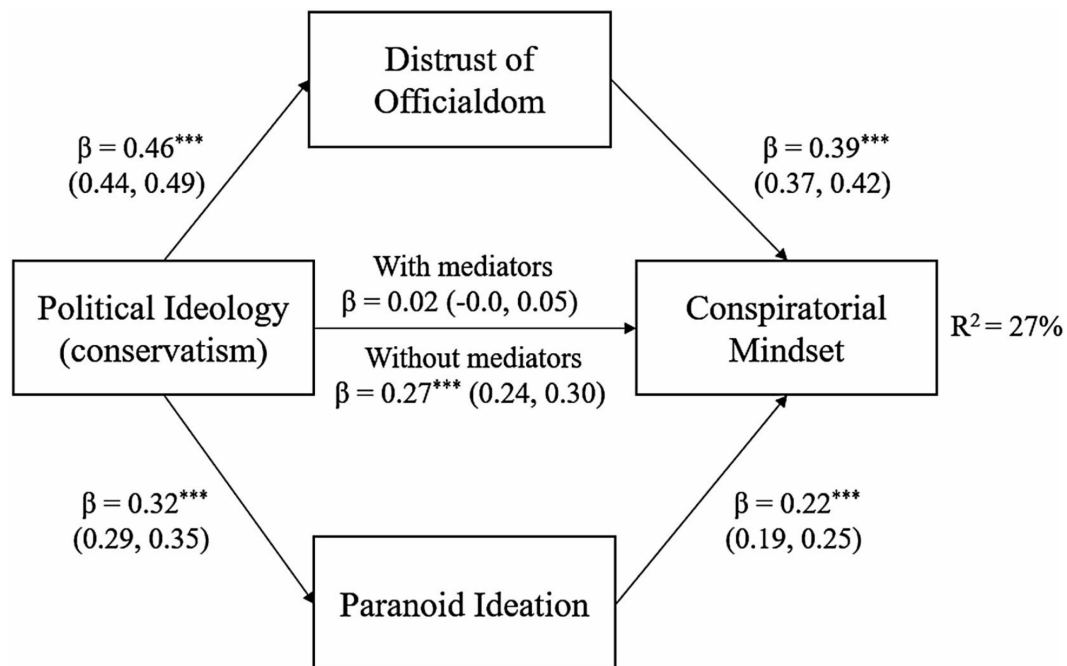 Distrust of
Officialdom
β = 0.46***
(0.44, 0.49)
β = 0.39***
(0.37, 0.42)
Political Ideology
(conservatism)
With mediators
β = 0.02 (-0.0, 0.05)
Without mediators
β = 0.27*** (0.24, 0.30)
Conspiratorial
Mindset
R² = 27%
β = 0.32***
(0.29, 0.35)
β = 0.22***
(0.19, 0.25)
Paranoid Ideation